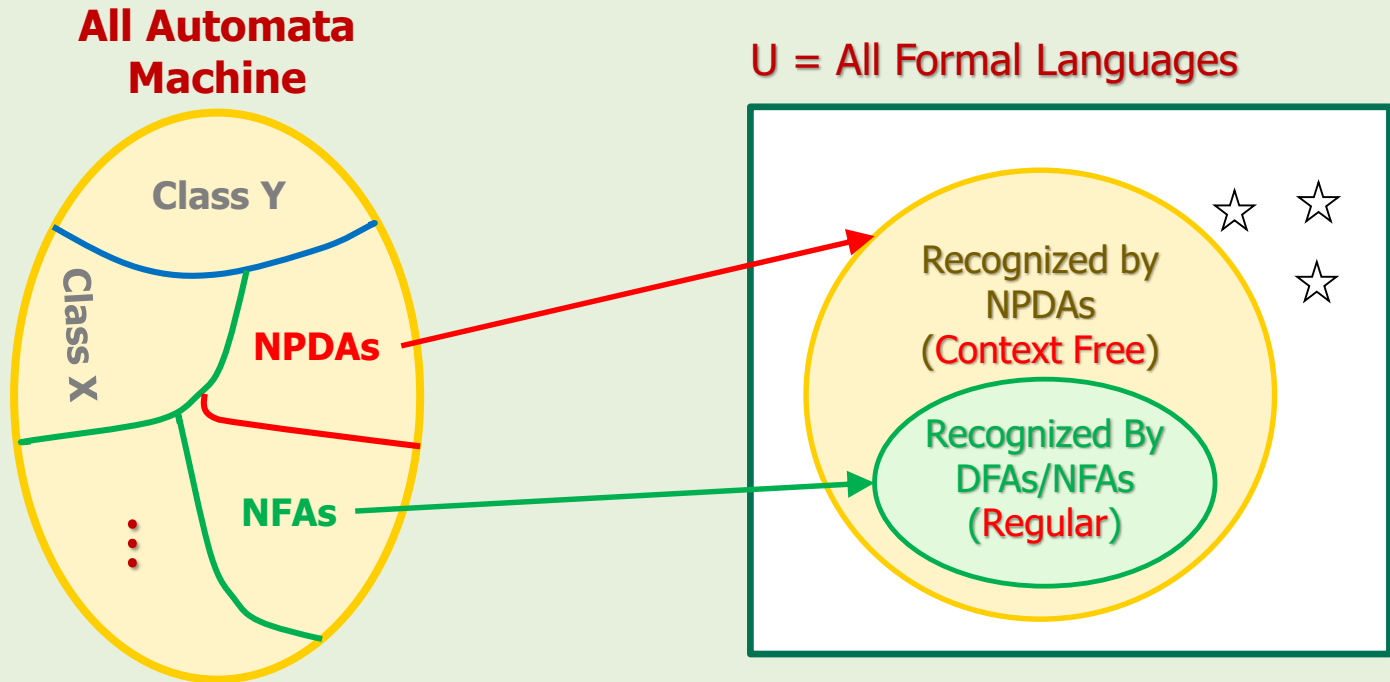 All Automata
Machine
U = All Formal Languages
Class Y
Class X
NPDAs
NFAs
Recognized by
NPDAs
(Context Free)
Recognized By
DFAs/NFAs
(Regular)